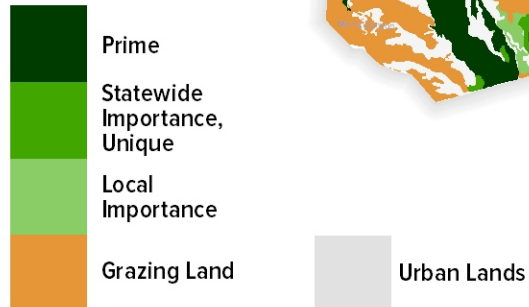 Prime
Statewide
Importance,
Unique
Local
Importance
Grazing Land
Urban Lands